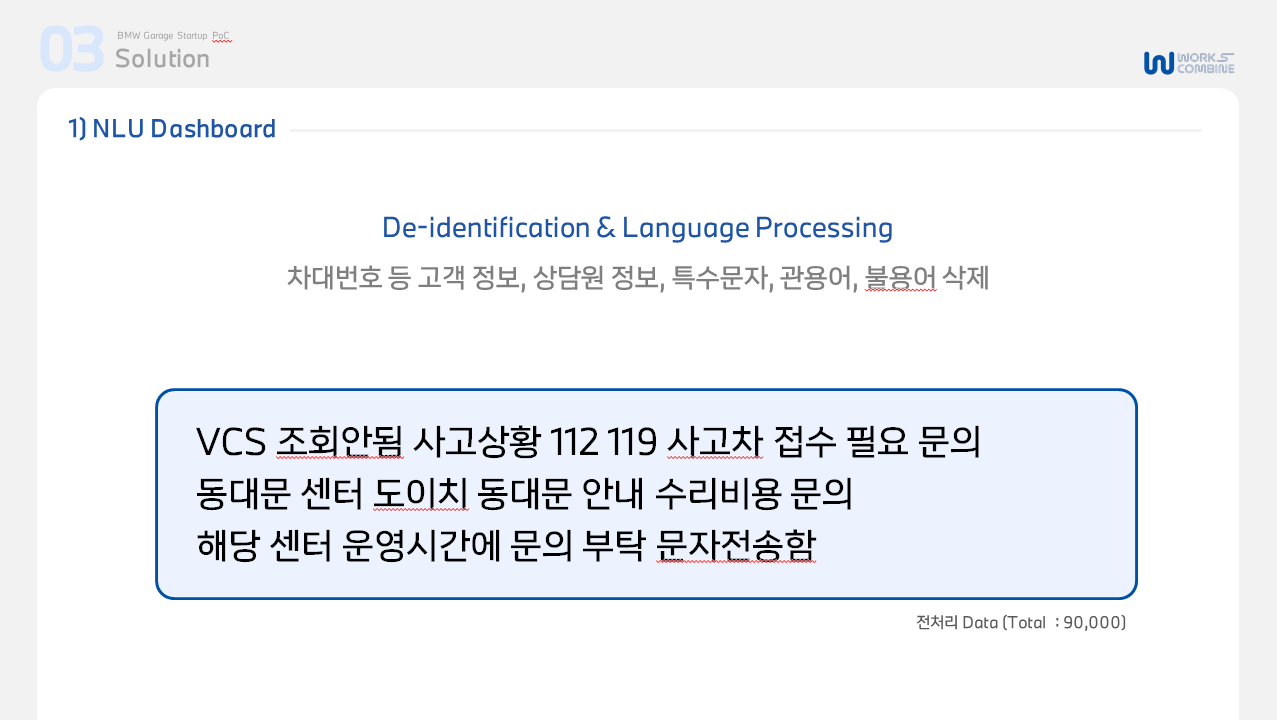 03
BMW Garage Startup PoC
Solution
WORKS
COMBINE
1) NLU Dashboard
De-identification & Language Processing
차대번호 등 고객 정보, 상담원 정보, 특수문자, 관용어, 불용어 삭제
VCS 조회안됨 사고상황 112 119 사고차 접수 필요 문의
동대문 센터 도이치 동대문 안내 수리비용 문의
해당 센터 운영시간에 문의 부탁 문자전송함
전처리 Data (Total : 90,000)